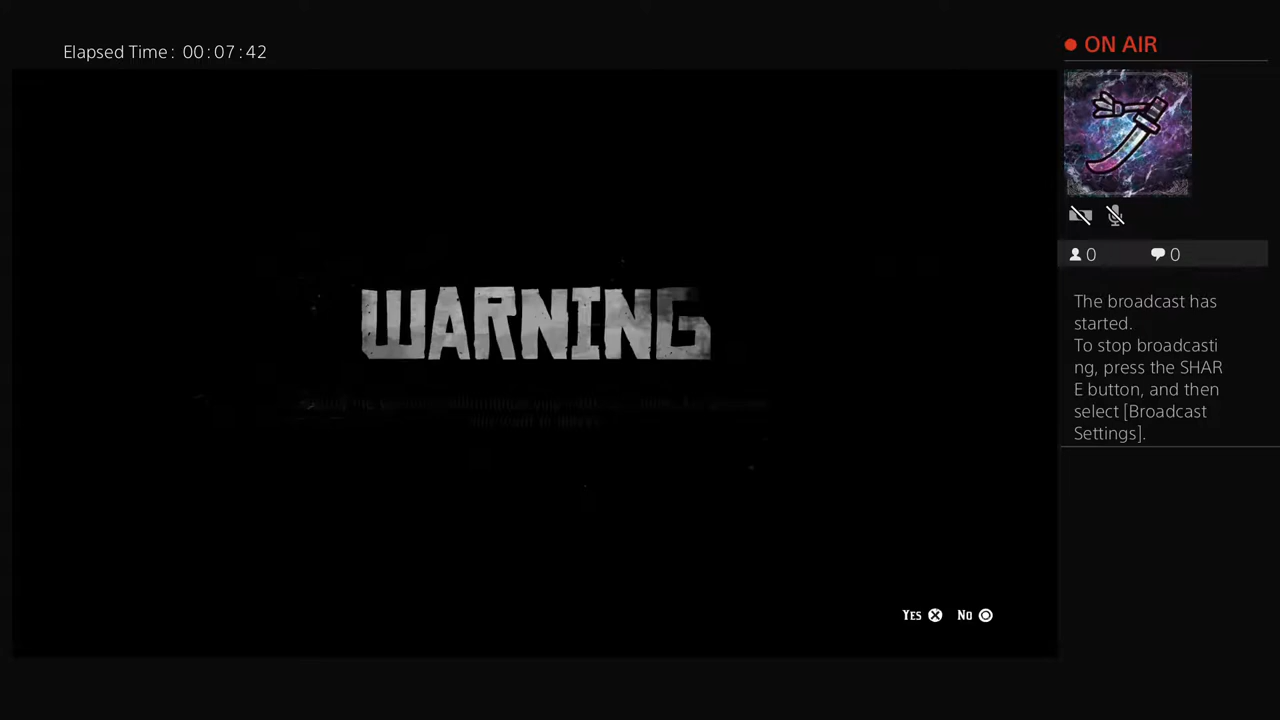 Elapsed Time: 00:07:42
ON AIR
WARNING
0
0
The broadcast has
started.
To stop broadcasti
ng, press the SHAR
E button, and then
select [Broadcast
Settings].
YES NO